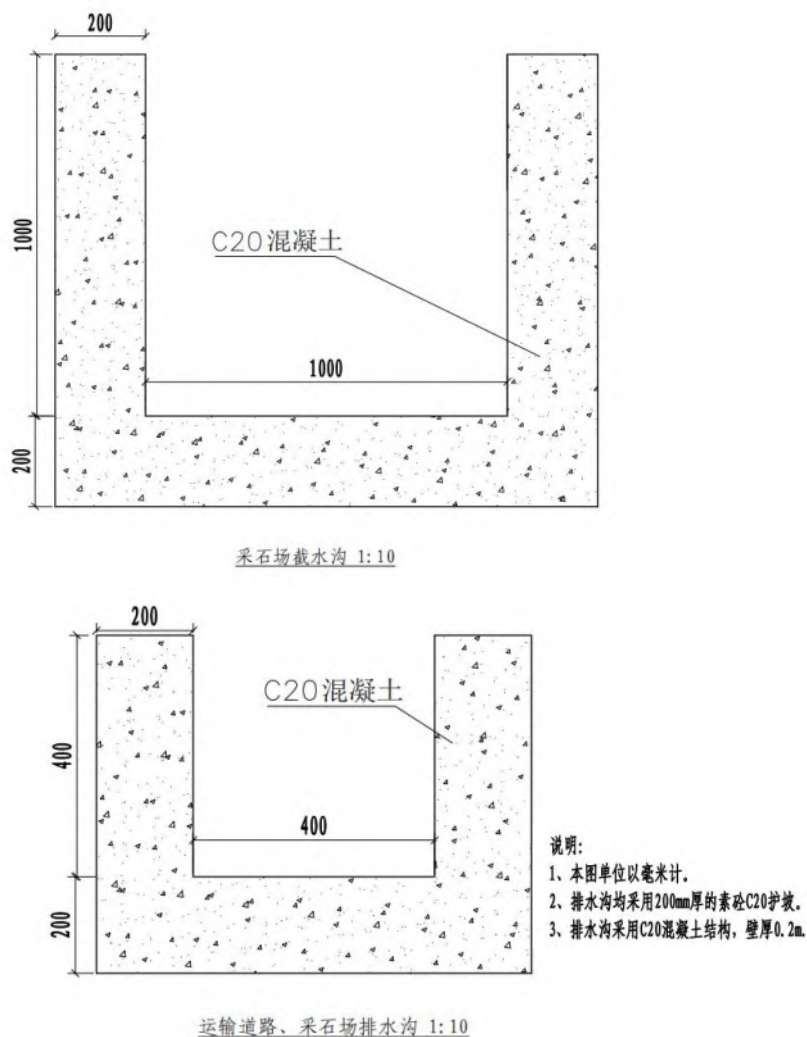 200
1000
C20混凝土
1000
200
采石场截水沟 1:10
200
C20混凝土
400
400
200
说明:
1、本图单位以毫米计。
2、排水沟均采用200mm厚的素砼C20护坡。
3、排水沟采用C20混凝土结构，壁厚0.2m.
运输道路、采石场排水沟 1:10